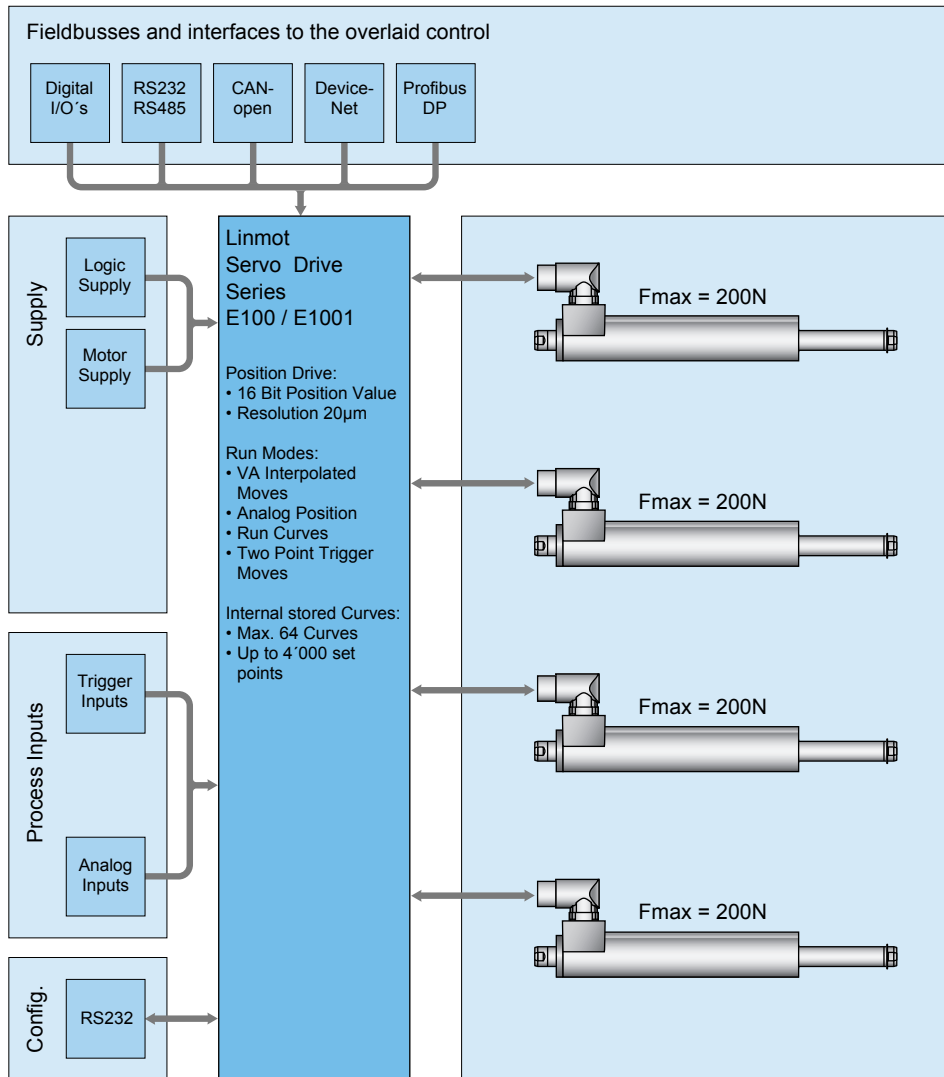 Fieldbusses and interfaces to the overlaid control
Digital
I/O´s
RS232
RS485
CAN-
open
Device-
Net
Profibus
DP
Supply
Logic
Supply
Motor
Supply
Process Inputs
Trigger
Inputs
Analog
Inputs
Config.
RS232
Linmot
Servo Drive
Series
E100 / E1001
Position Drive:
• 16 Bit Position Value
• Resolution 20µm
Run Modes:
• VA Interpolated
Moves
• Analog Position
• Run Curves
• Two Point Trigger
Moves
Internal stored Curves:
• Max. 64 Curves
• Up to 4´000 set
points
Fmax = 200N
Fmax = 200N
Fmax = 200N
Fmax = 200N